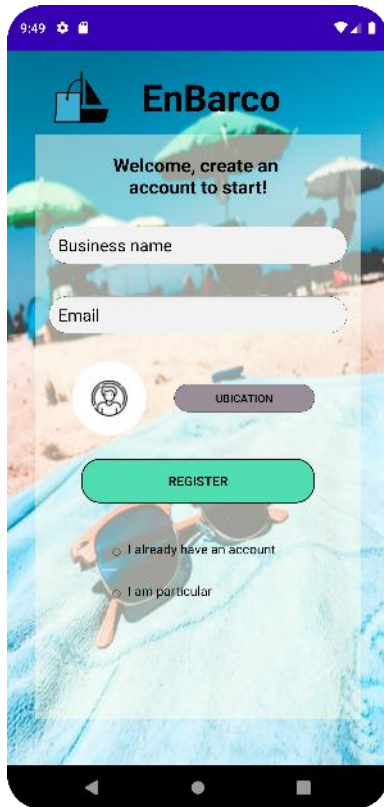 9:49
EnBarco
Welcome, create an
account to start!
Business name
Email
UBICATION
REGISTER
I already have an account
I am particular